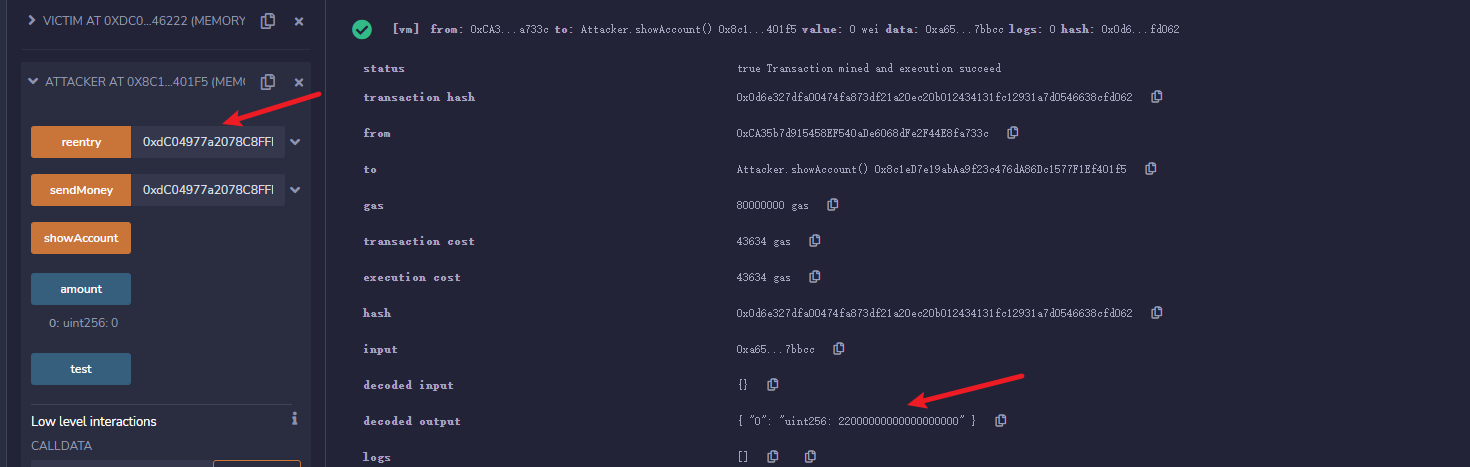 VICTIM AT 0XDC0...46222 (MEMORY
ATTACKER AT 0X8C1...401F5 (MEMO
reentry 0xdC04977a2078C8FFI
sendMoney 0xdC04977a2078C8FFI
showAccount
amount
0: uint256: 0
test
Low level interactions
CALLDATA
[vm] from: 0xCA3...a733c to: Attacker.showAccount() 0x8c1...401f5 value: 0 wei data: 0xa65...7bbcc logs: 0 hash: 0x0d6...fd062
status true Transaction mined and execution succeed
transaction hash 0x0d6e327dfa00474fa873df21a20ec20b012434131fc12931a7d0546638cfd062
from 0xCA35b7d915458EF540aDe6068dFe2F44E8fa733c
to Attacker.showAccount() 0x8c1eD7e19abAa9f23c476dA86Dc1577F1Ef401f5
gas 80000000 gas
transaction cost 43634 gas
execution cost 43634 gas
hash 0x0d6e327dfa00474fa873df21a20ec20b012434131fc12931a7d0546638cfd062
input 0xa65...7bbcc
decoded input {}
decoded output { "0": "uint256: 22000000000000000000" }
logs []